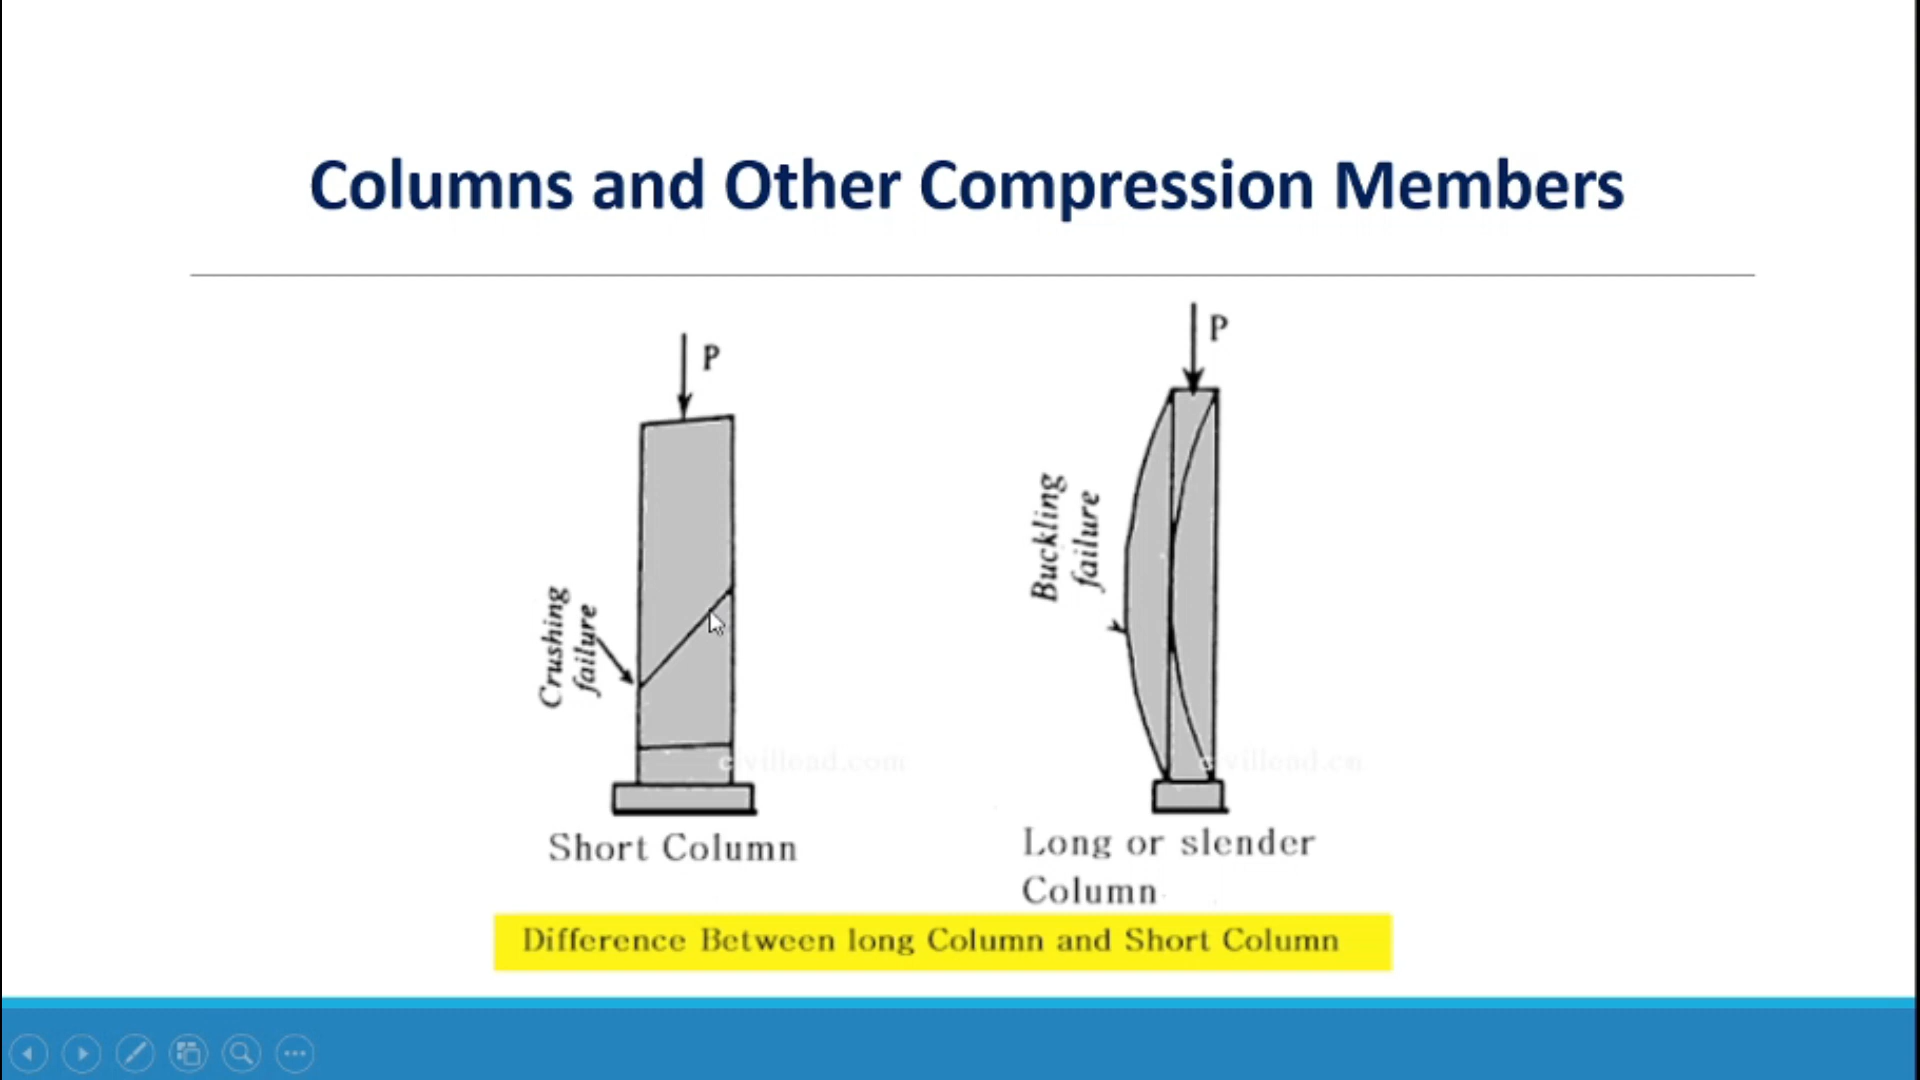 Columns and Other Compression Members
P
P
Crushing
failure
Buckling
failure
Short Column
Long or slender
Column
Difference Between long Column and Short Column